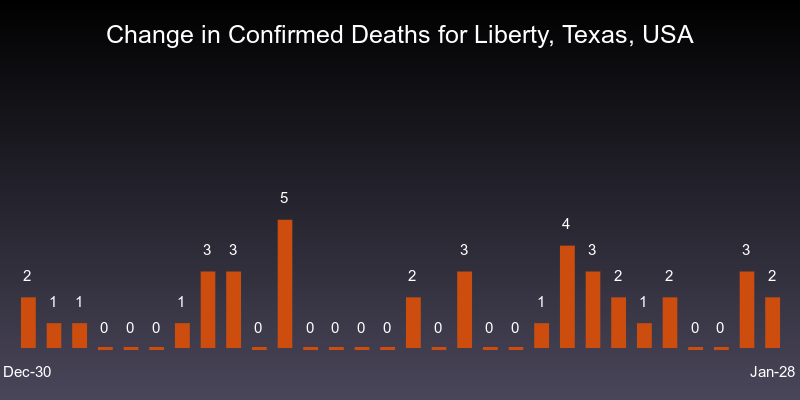 Change in Confirmed Deaths for Liberty, Texas, USA
2 1 1 0 0 0 1 3 3 0 5 0 0 0 0 2 0 3 0 0 1 4 3 2 1 2 0 0 3 2
Dec-30 Jan-28